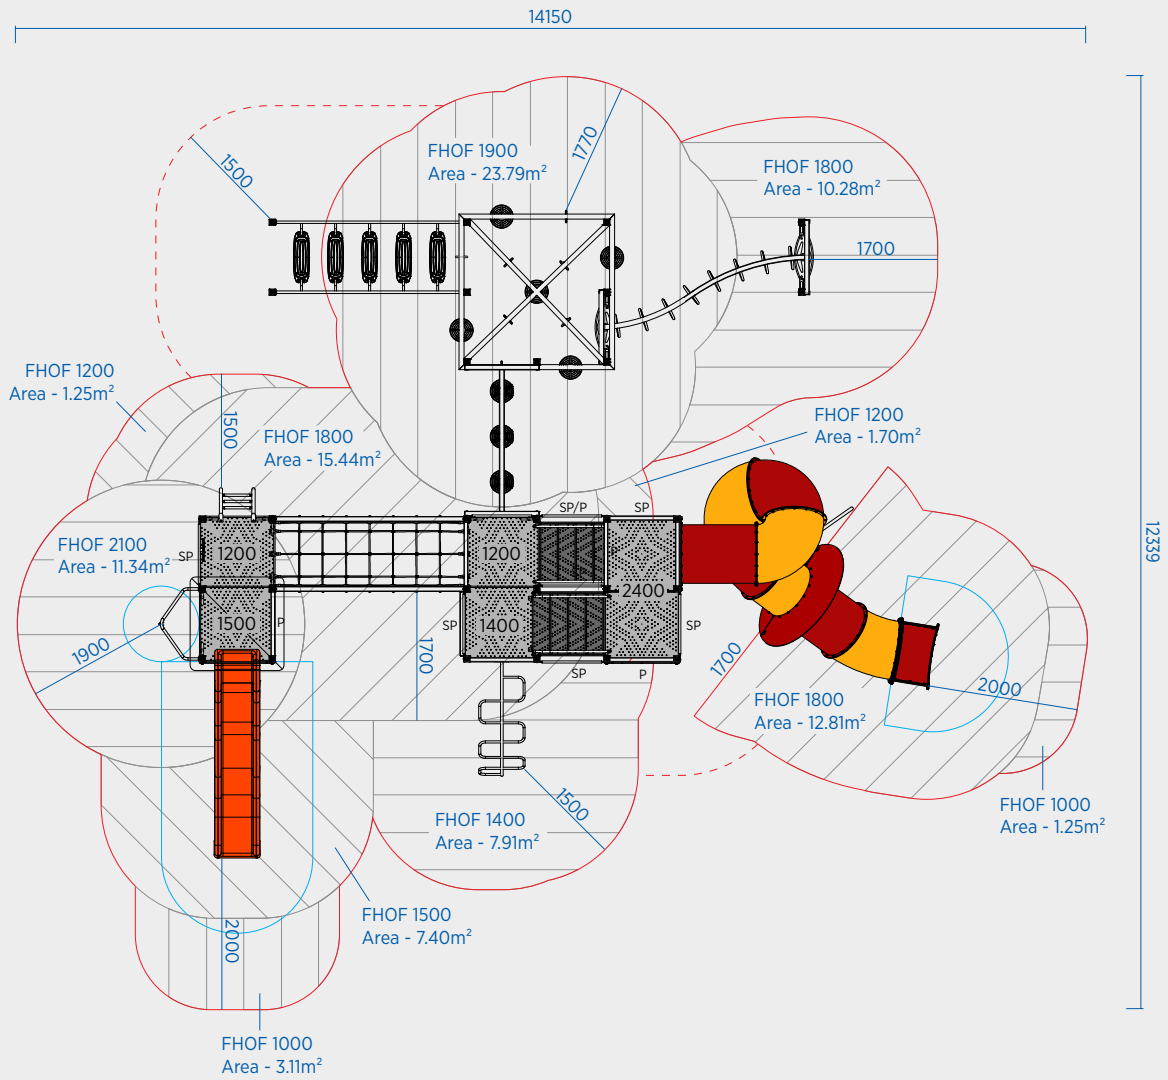 14150
1770
FHOF 1900
Area - 23.79m²
1500
FHOF 1800
Area - 10.28m²
1700
FHOF 1200
Area - 1.25m²
1500
FHOF 1800
Area - 15.44m²
FHOF 1200
Area - 1.70m²
SP/P
SP
12339
FHOF 2100
Area - 11.34m²
SP
1200
1200
2400
1500
P
SP
1400
SP
1900
1700
1700
SP
P
2000
FHOF 1800
Area - 12.81m²
1500
FHOF 1400
Area - 7.91m²
FHOF 1000
Area - 1.25m²
FHOF 1500
Area - 7.40m²
2000
FHOF 1000
Area - 3.11m²